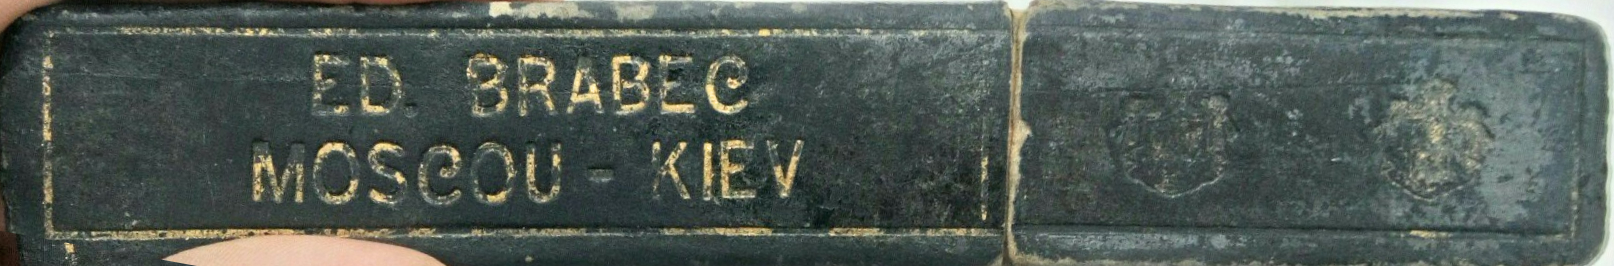 ED. BRABEC
MOSCOU - KIEV